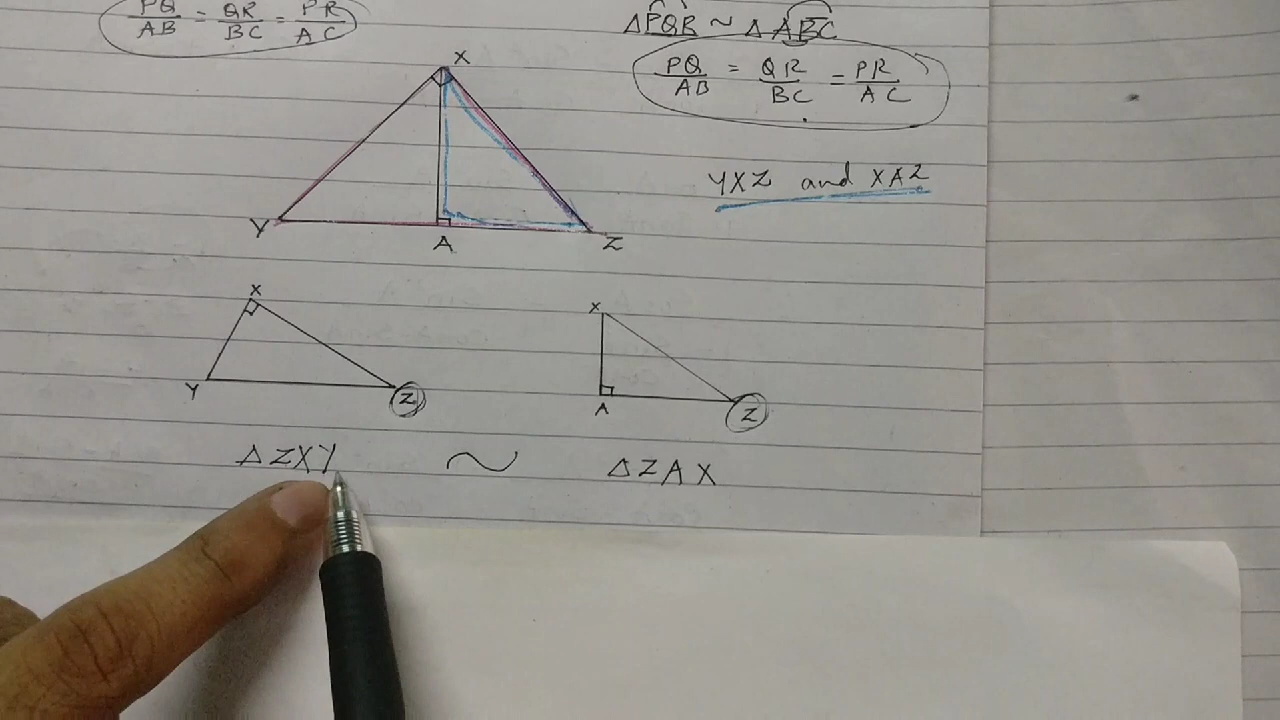 PQ/AB = QR/BC = PR/AC
ΔPQR ~ ΔABC
PQ/AB = QR/BC = PR/AC
X
YXZ and XAZ
Y
A
Z
X
X
Y
Z
A
Z
ΔZXY ~ ΔZAX